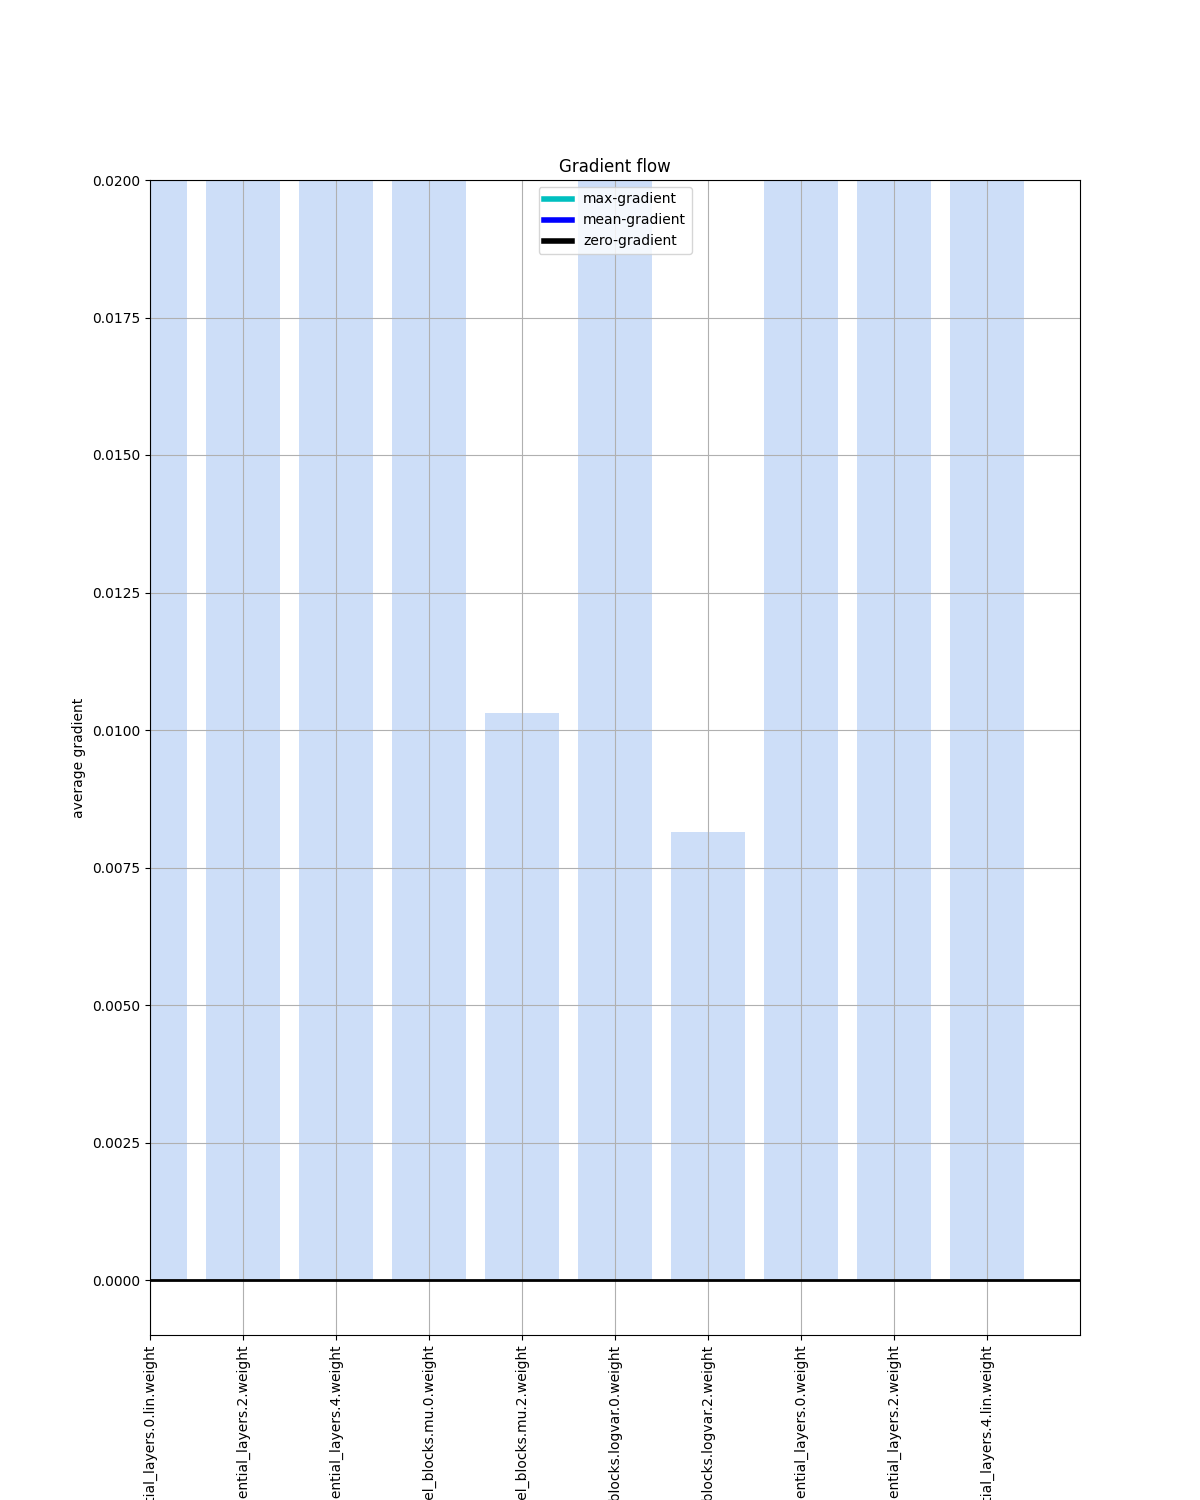 Gradient flow
max-gradient
mean-gradient
zero-gradient
0.0200
0.0175
0.0150
0.0125
0.0100
0.0075
0.0050
0.0025
0.0000
average gradient
tial_layers.0.lin.weight
ential_layers.2.weight
ential_layers.4.weight
el_blocks.mu.0.weight
el_blocks.mu.2.weight
blocks.logvar.0.weight
blocks.logvar.2.weight
ential_layers.0.weight
ential_layers.2.weight
tial_layers.4.lin.weight